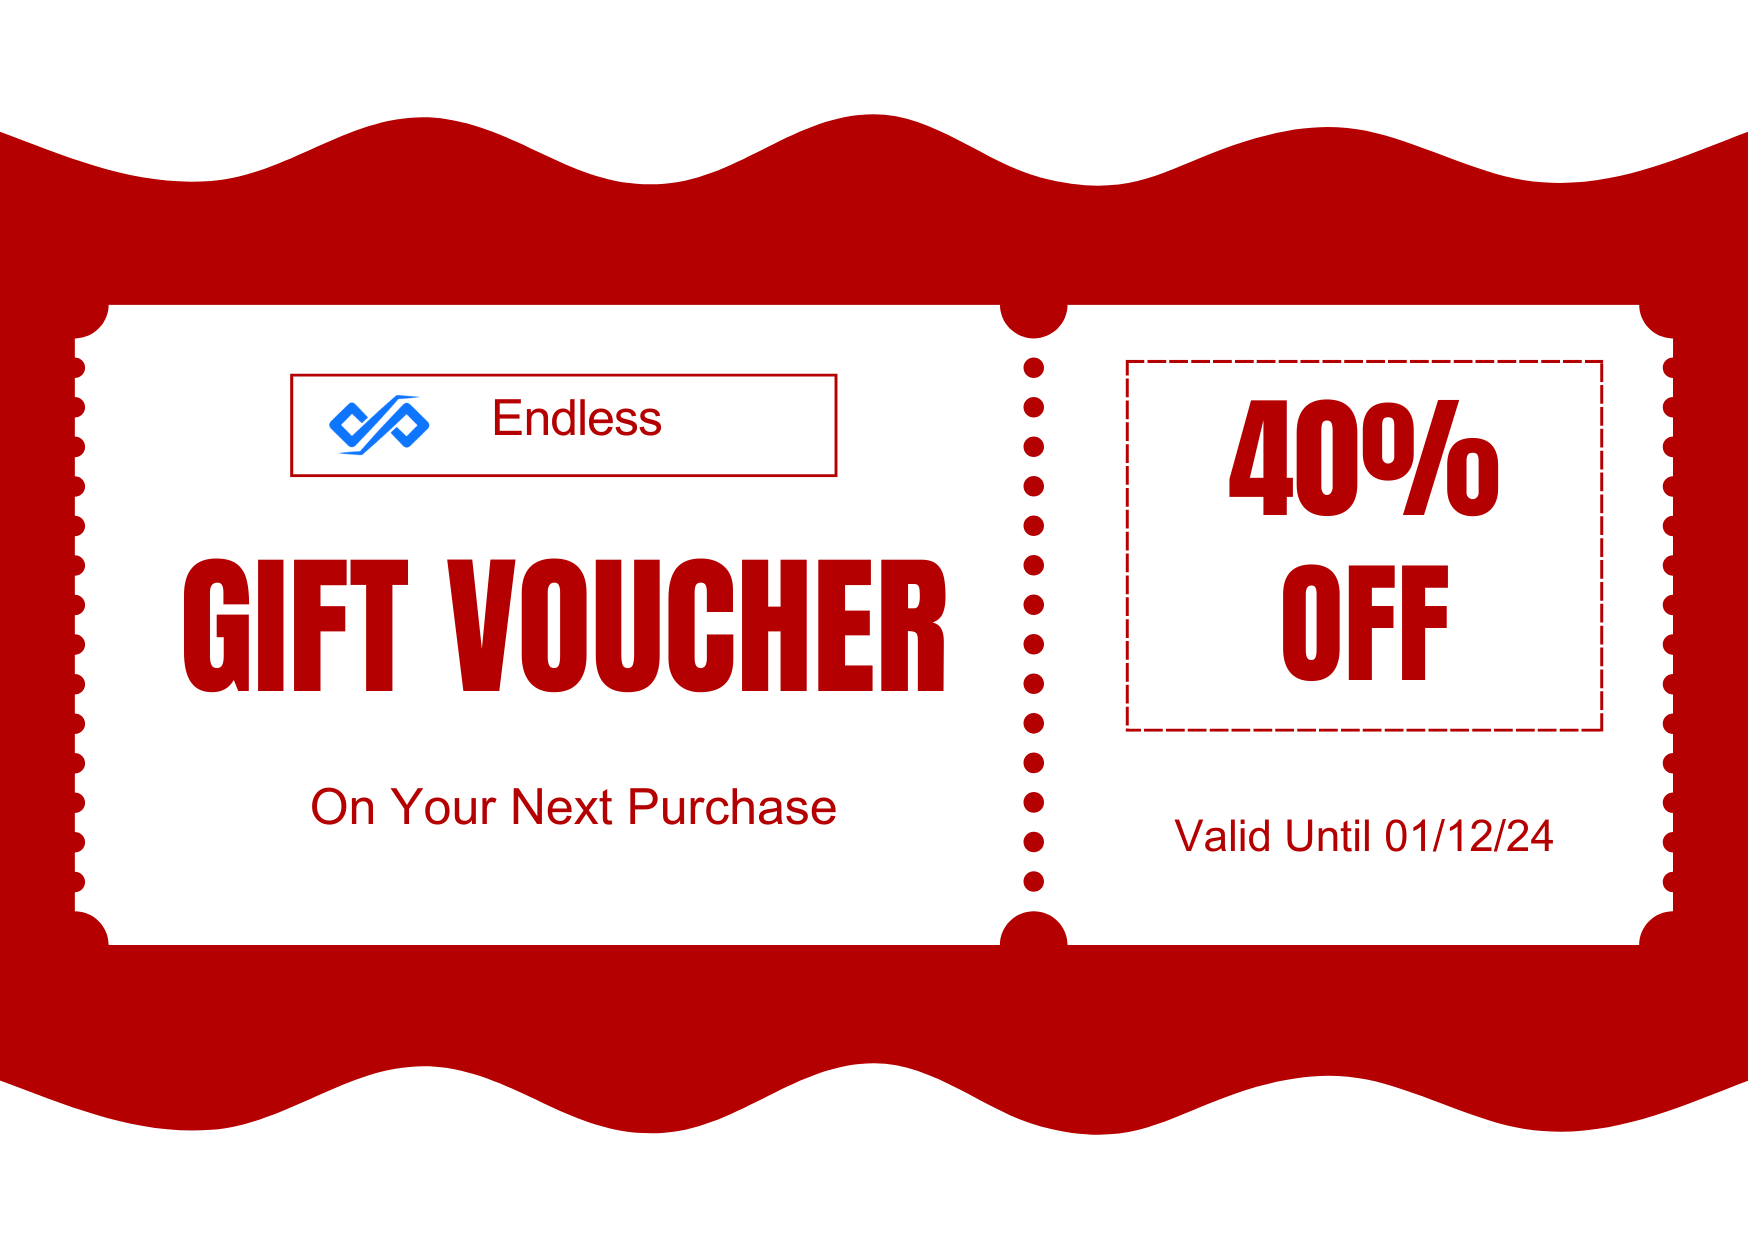 Endless
GIFT VOUCHER
On Your Next Purchase
40%
OFF
Valid Until 01/12/24